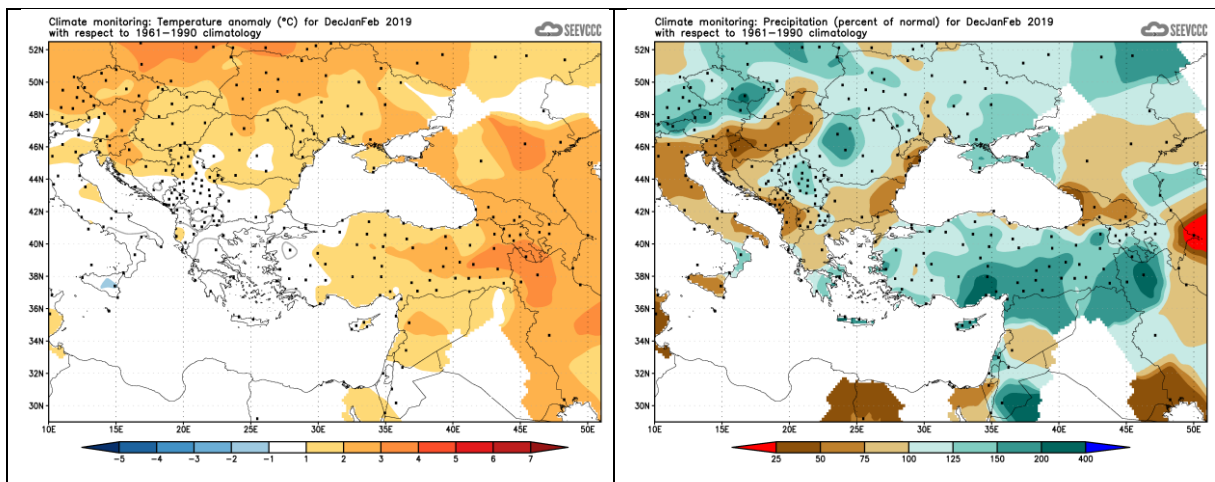 Climate monitoring: Temperature anomaly (°C) for DecJanFeb 2019
with respect to 1961–1990 climatology
SEEVCCC
52N
50N
48N
46N
44N
42N
40N
38N
36N
34N
32N
30N
10E 15E 20E 25E 30E 35E 40E 45E 50E
-5 -4 -3 -2 -1 1 2 3 4 5 6 7
Climate monitoring: Precipitation (percent of normal) for DecJanFeb 2019
with respect to 1961–1990 climatology
SEEVCCC
52N
50N
48N
46N
44N
42N
40N
38N
36N
34N
32N
30N
10E 15E 20E 25E 30E 35E 40E 45E 50E
25 50 75 100 125 150 200 400